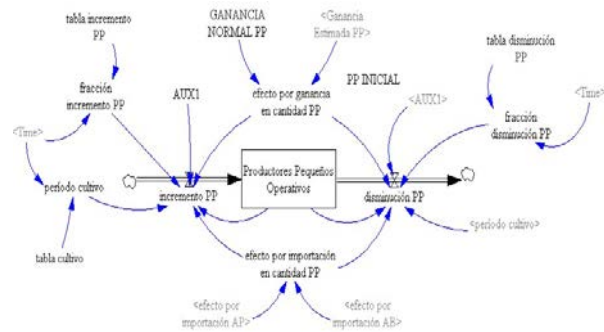 tabla incremento
PP
GANANCIA
NORMAL PP
<Ganancia
Estimada PP>
tabla disminución
PP
fracción
incremento PP
AUX1
efecto por ganancia
en cantidad PP
PP INICIAL
<AUX1>
fracción
disminución PP
<Time>
<Time>
período cultivo
incremento PP
Productores Pequeños
Operativos
disminución PP
<período cultivo>
tabla cultivo
efecto por importación
en cantidad PP
<efecto por
importación AP>
<efecto por
importación AB>